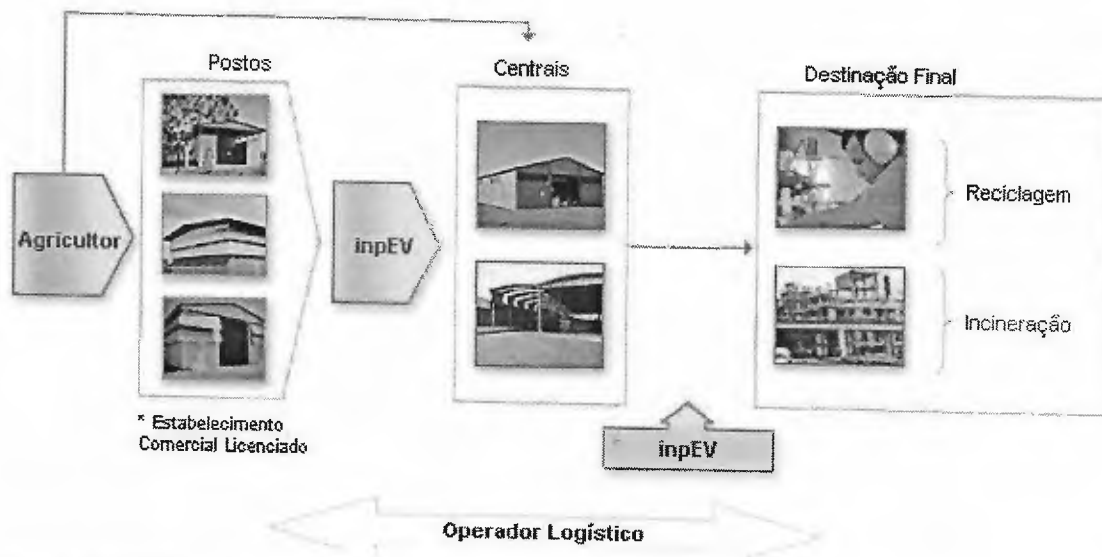 Postos
Centrais
Destinação Final
Agricultor
inpEV
Reciclagem
Incineração
* Estabelecimento
Comercial Licenciado
inpEV
Operador Logístico